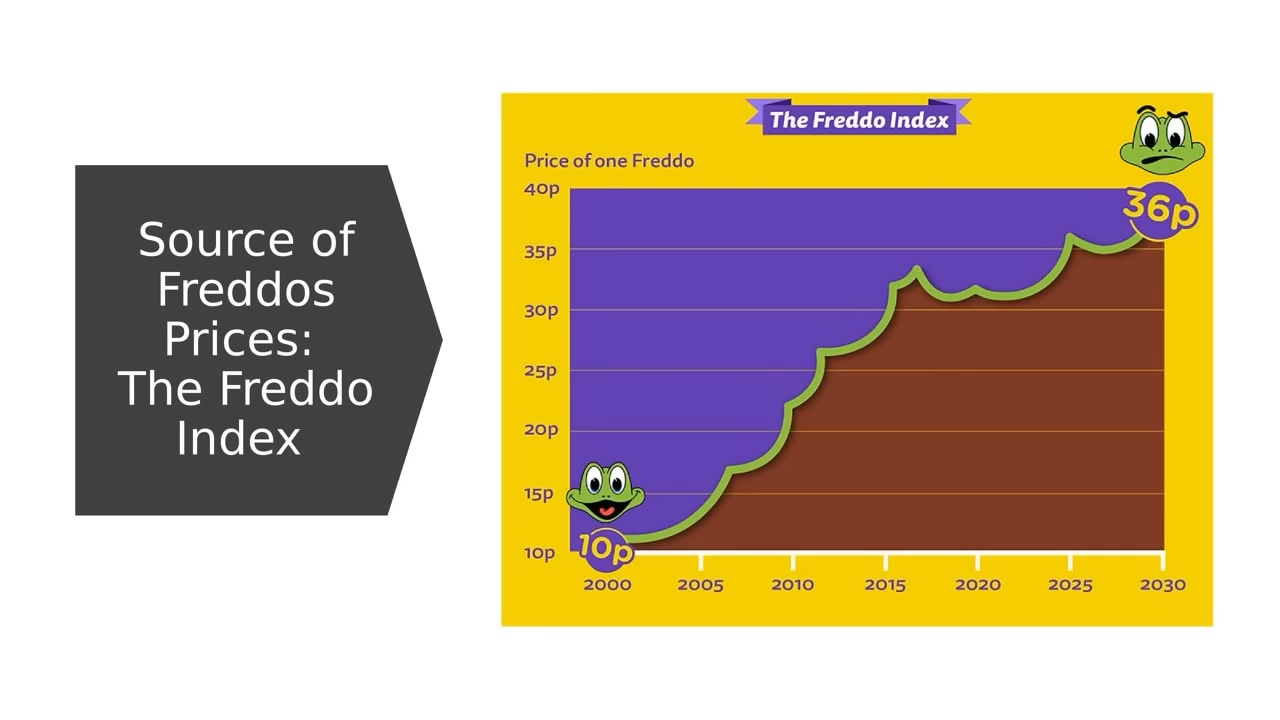 Source of
Freddos
Prices:
The Freddo
Index
The Freddo Index
Price of one Freddo
40p
36p
35p
30p
25p
20p
15p
10p
10p
2000 2005 2010 2015 2020 2025 2030